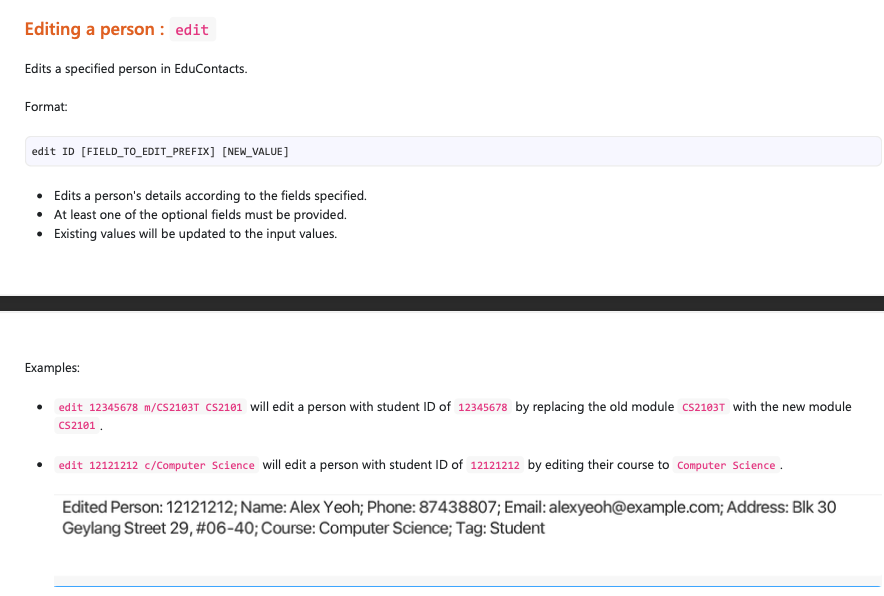 Editing a person : edit
Edits a specified person in EduContacts.
Format:
edit ID [FIELD_TO_EDIT_PREFIX] [NEW_VALUE]
• Edits a person's details according to the fields specified.
• At least one of the optional fields must be provided.
• Existing values will be updated to the input values.
Examples:
• edit 12345678 m/CS2103T CS2101 will edit a person with student ID of 12345678 by replacing the old module CS2103T with the new module
CS2101 .
• edit 12121212 c/Computer Science will edit a person with student ID of 12121212 by editing their course to Computer Science .
Edited Person: 12121212; Name: Alex Yeoh; Phone: 87438807; Email: alexyeoh@example.com; Address: Blk 30
Geylang Street 29, #06-40; Course: Computer Science; Tag: Student